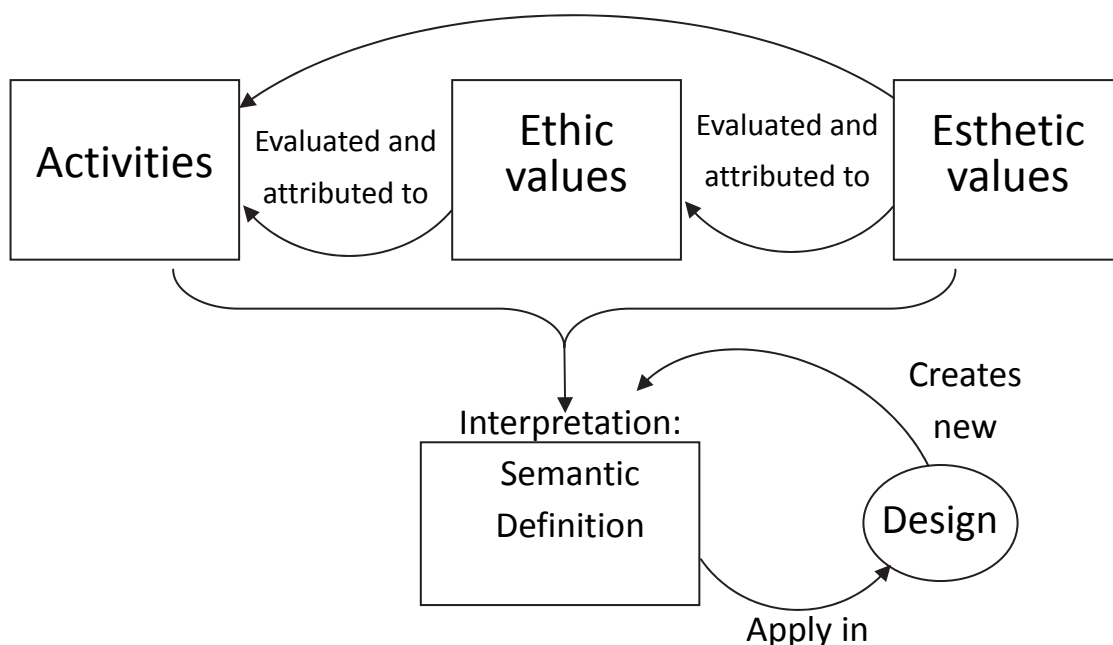 Activities
Evaluated and
attributed to
Ethic
values
Evaluated and
attributed to
Esthetic
values
Creates
new
Interpretation:
Semantic
Definition
Design
Apply in